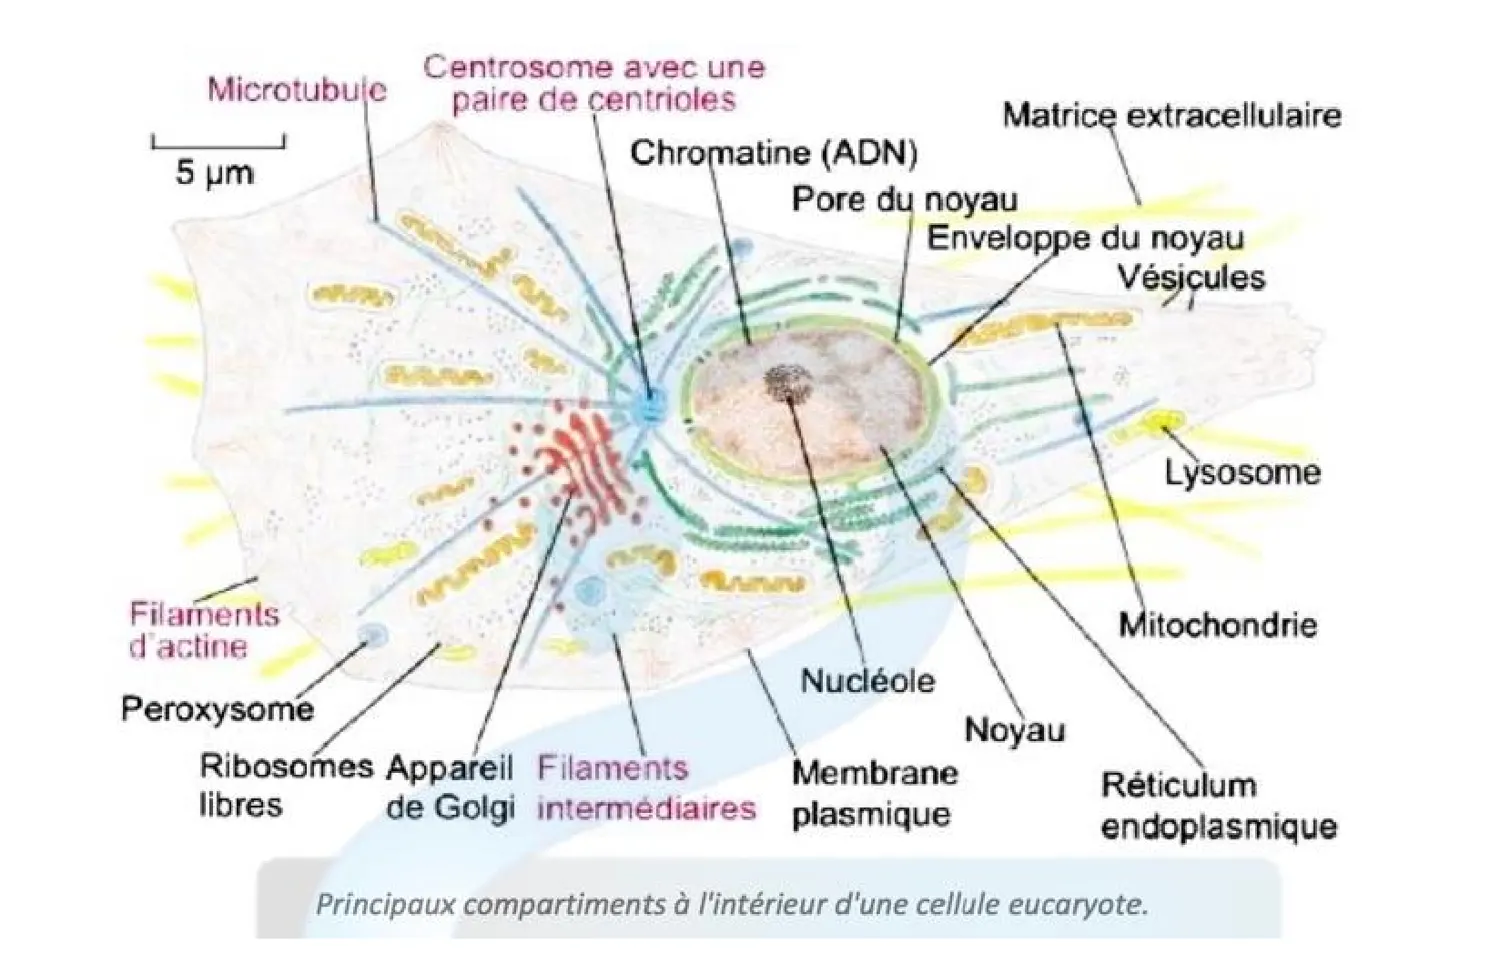 Microtubule
Centrosome avec une
paire de centrioles
5 µm
Chromatine (ADN)
Matrice extracellulaire
Pore du noyau
Enveloppe du noyau
Vésicules
Lysosome
Filaments
d'actine
Mitochondrie
Peroxysome
Nucléole
Noyau
Ribosomes
libres
Appareil
de Golgi
Filaments
intermédiaires
Membrane
plasmique
Réticulum
endoplasmique
Principaux compartiments à l'intérieur d'une cellule eucaryote.